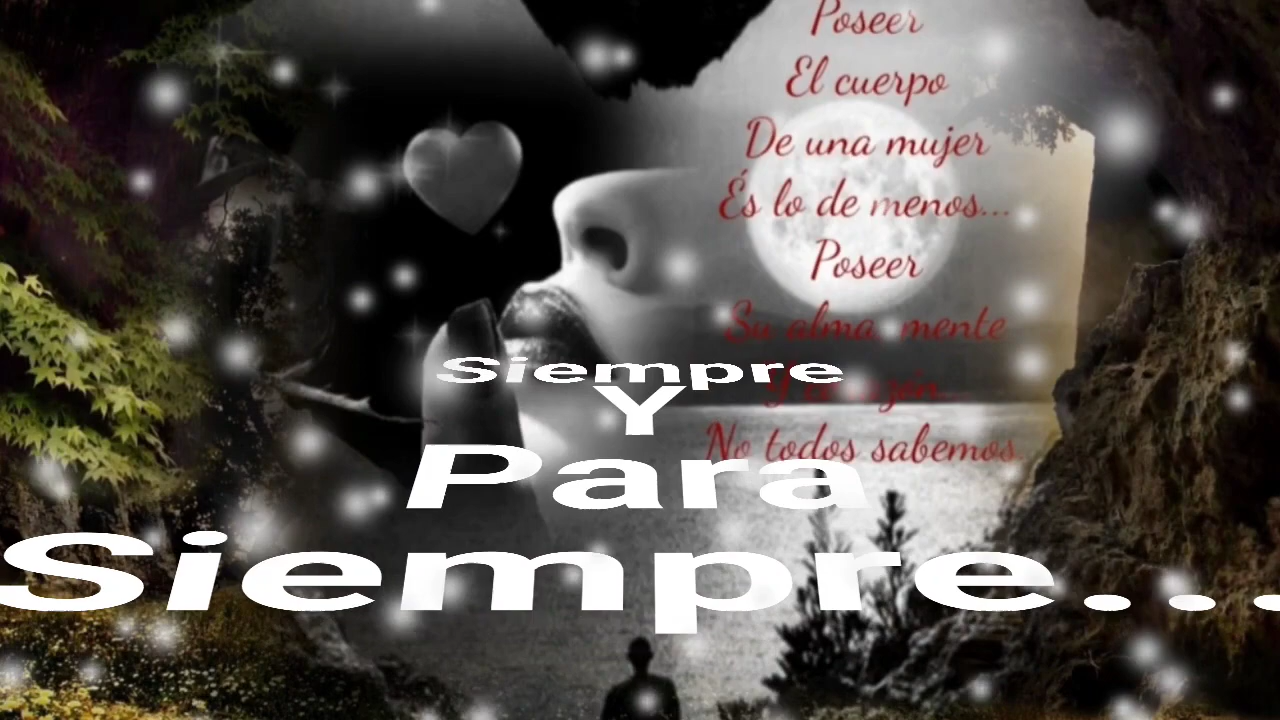 Poseer
El cuerpo
De una mujer
És lo de menos...
Poseer
Su alma, mente
Y
No todos sabemos.
Siempre
Y
Para
Siempre...